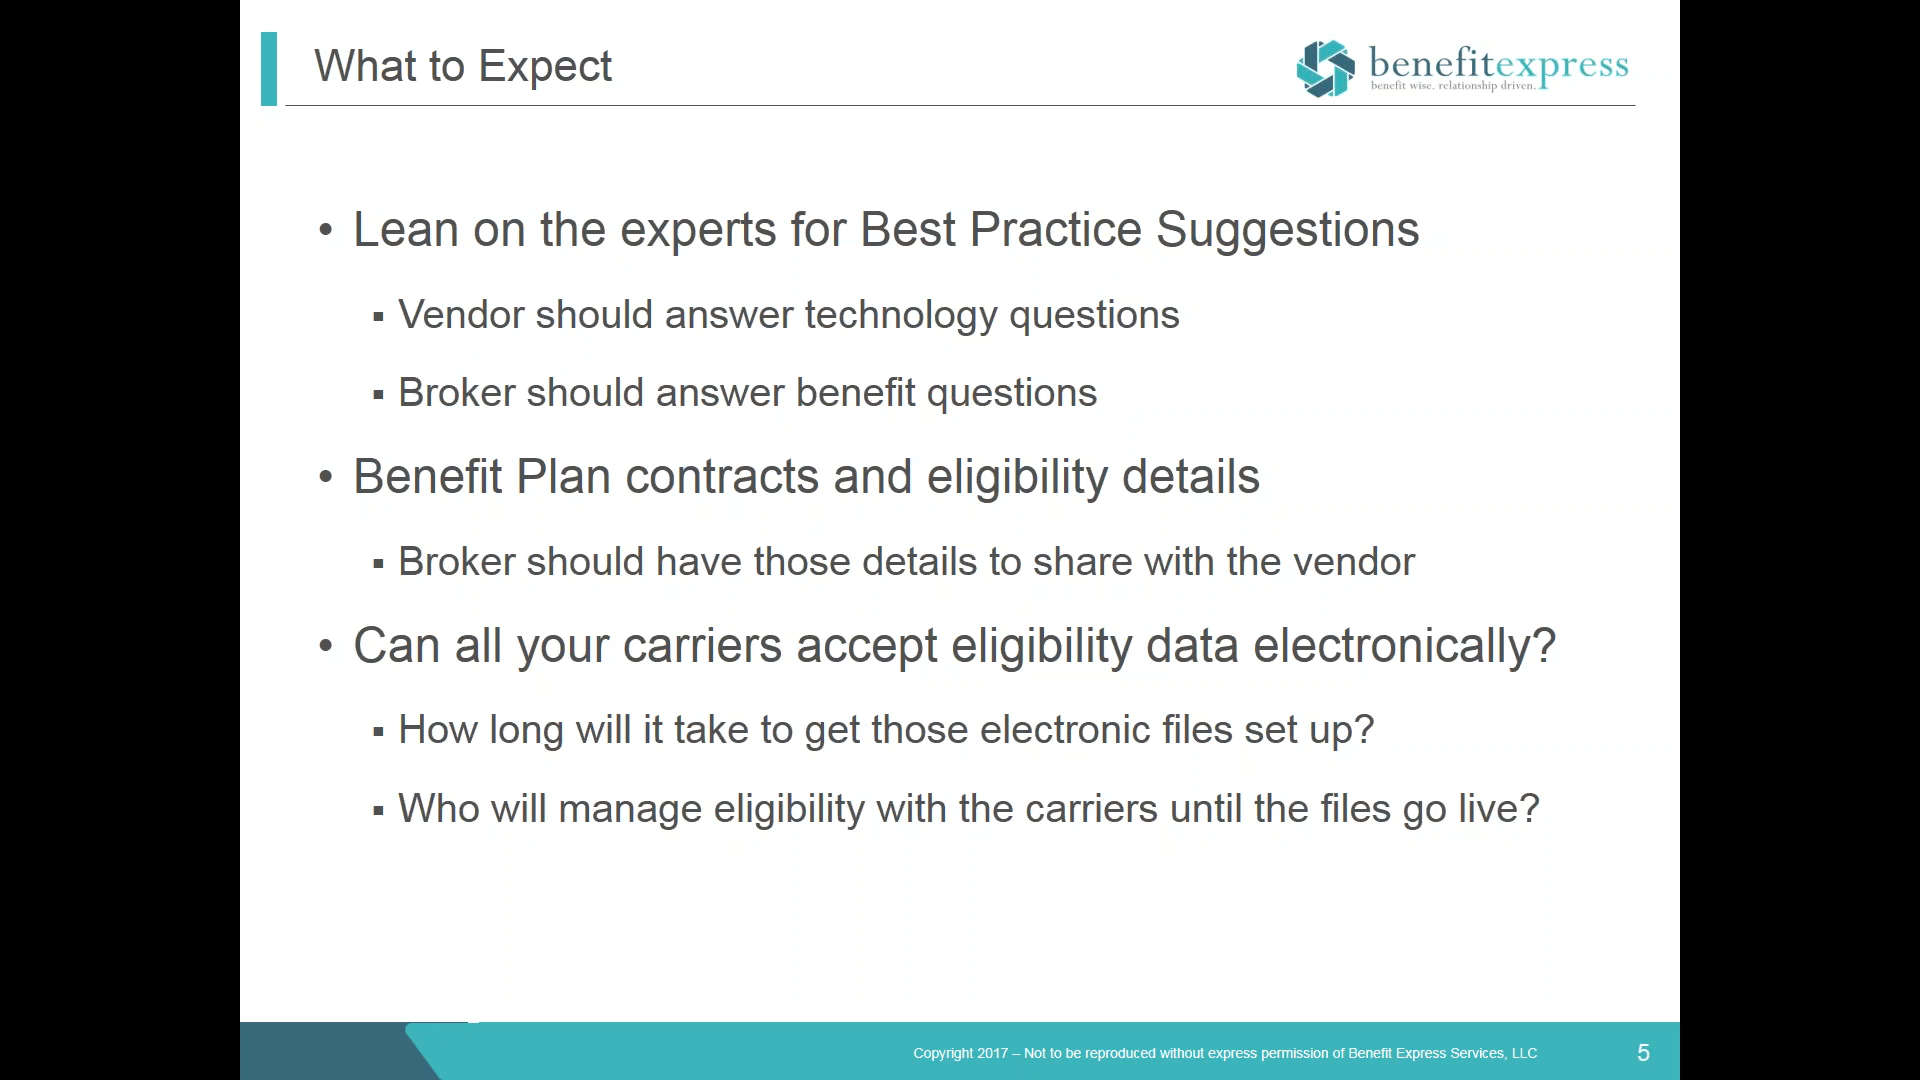 What to Expect
benefitexpress
benefit wise. relationship driven.
• Lean on the experts for Best Practice Suggestions
▪ Vendor should answer technology questions
▪ Broker should answer benefit questions
• Benefit Plan contracts and eligibility details
▪ Broker should have those details to share with the vendor
• Can all your carriers accept eligibility data electronically?
▪ How long will it take to get those electronic files set up?
▪ Who will manage eligibility with the carriers until the files go live?
Copyright 2017 – Not to be reproduced without express permission of Benefit Express Services, LLC
5